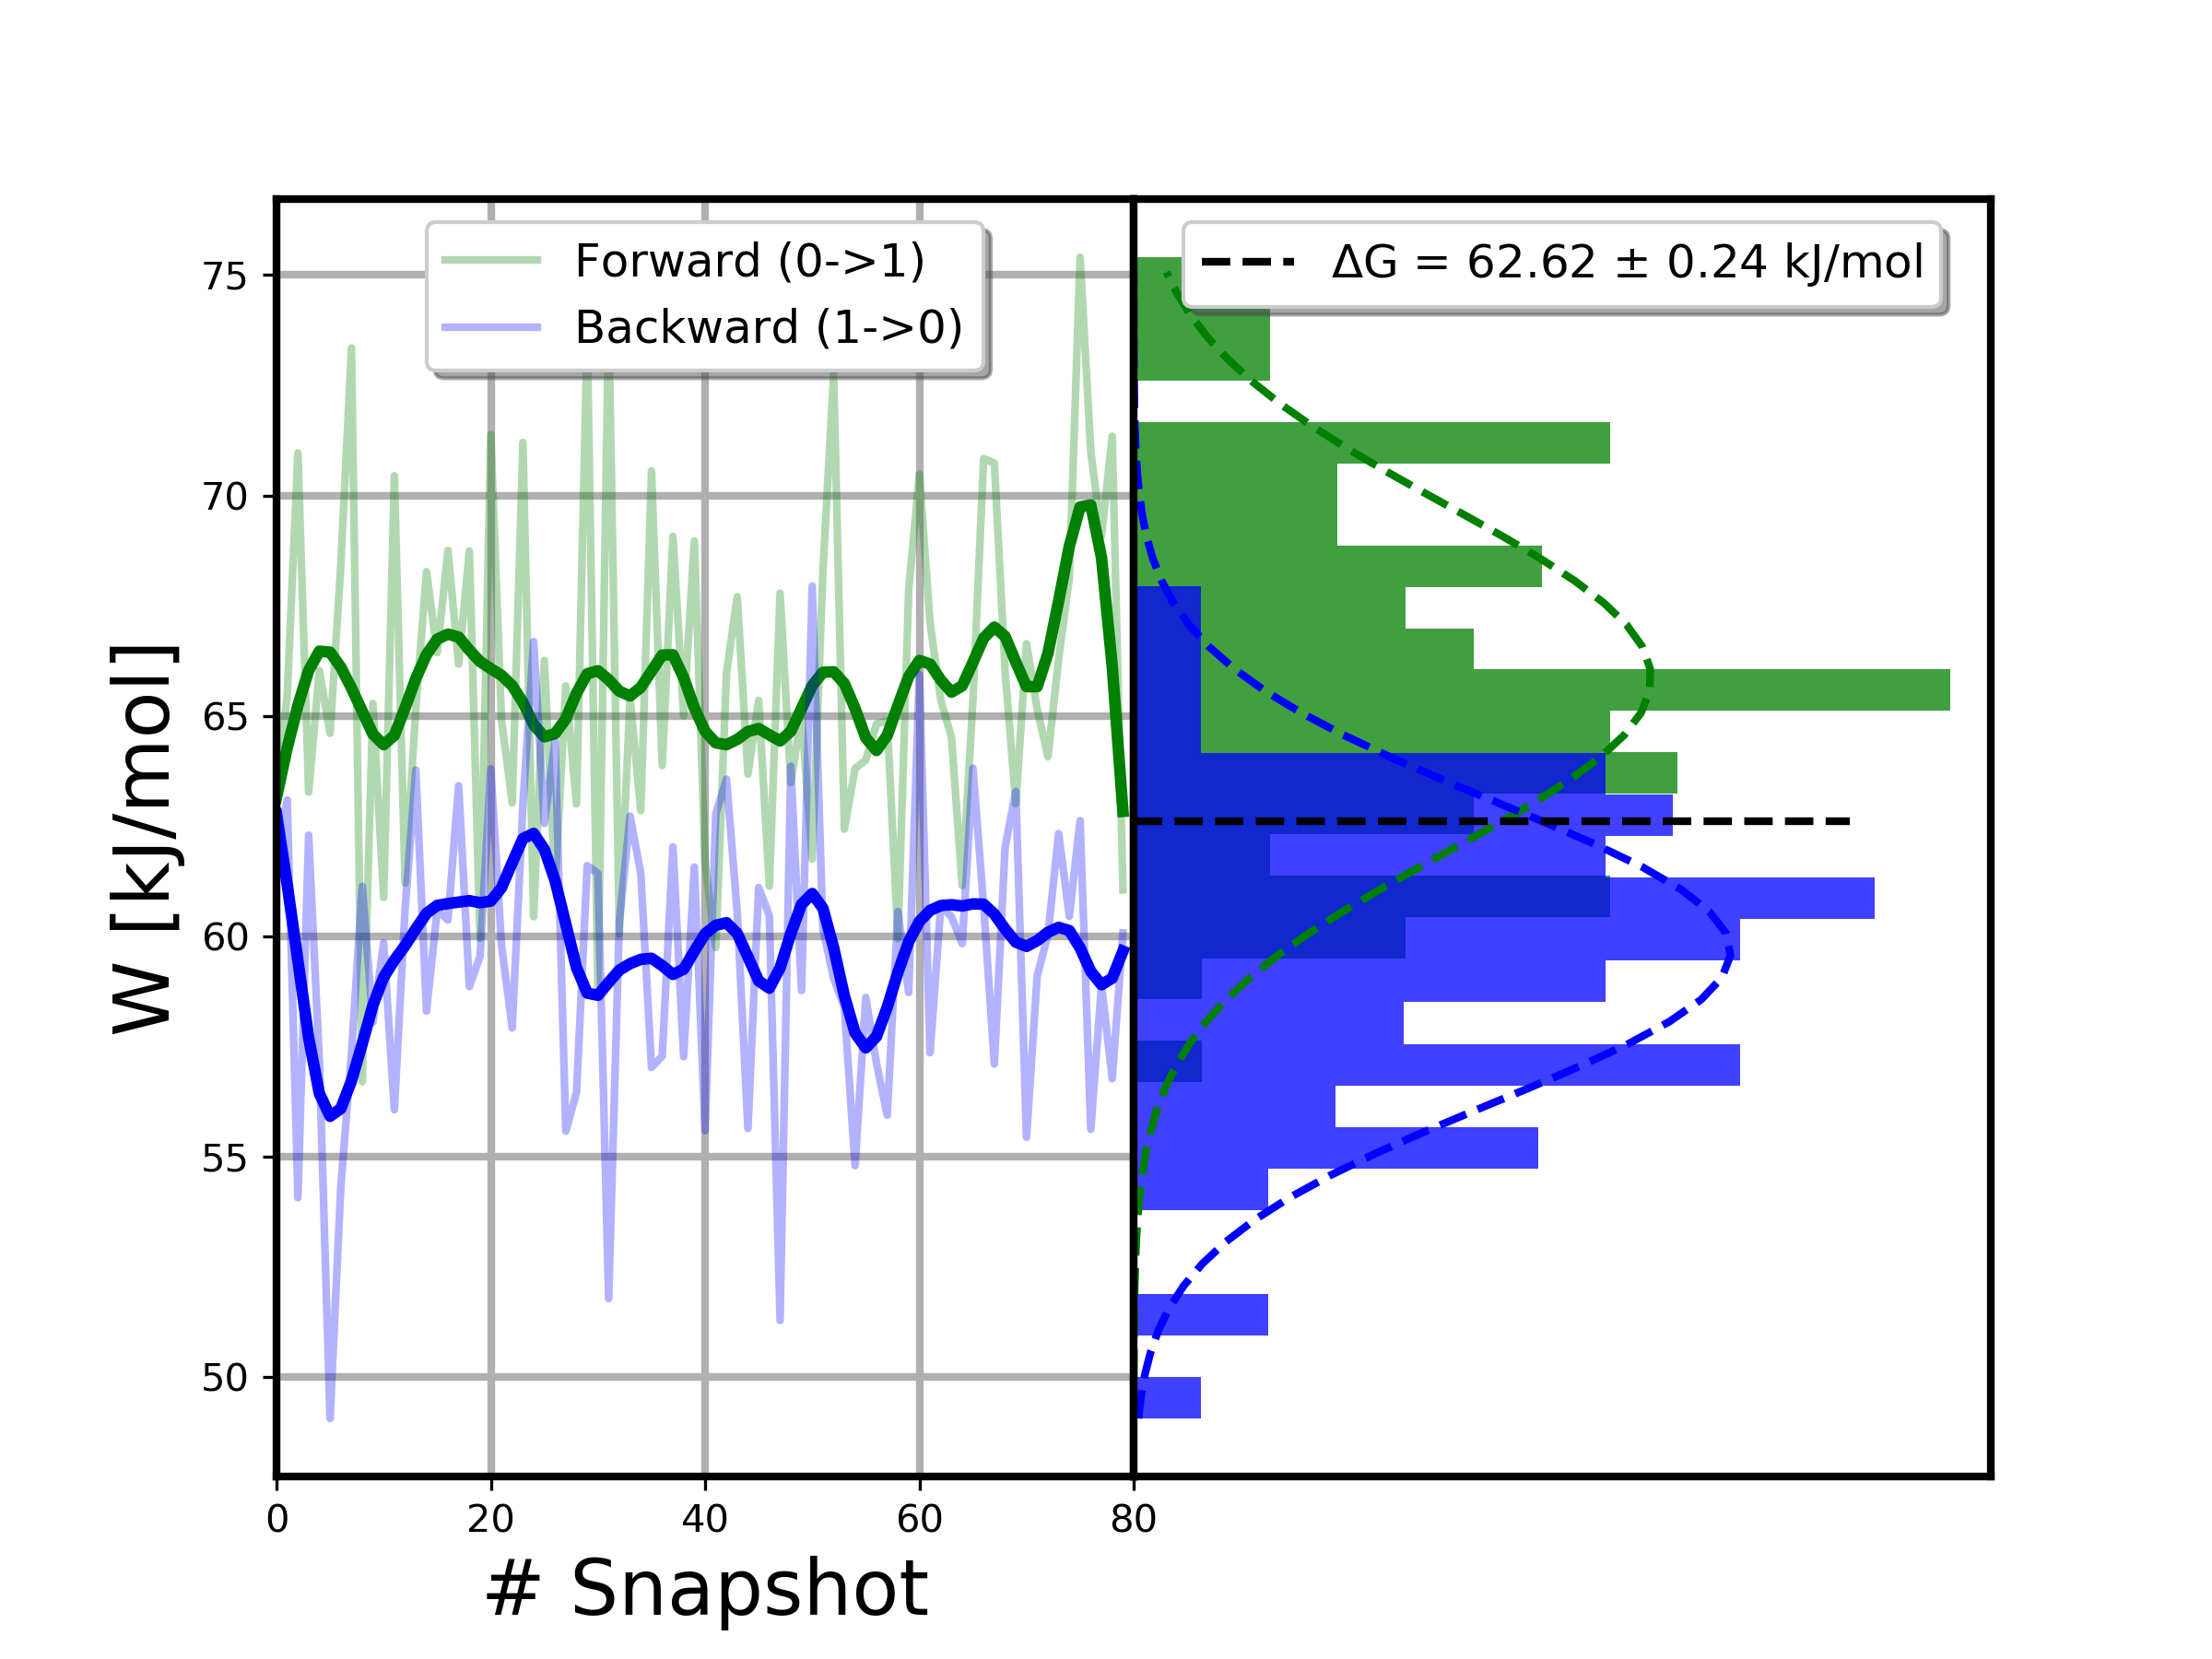 Forward (0->1)
Backward (1->0)
ΔG = 62.62 ± 0.24 kJ/mol
75
70
65
60
55
50
W [kJ/mol]
0
20
40
60
80
# Snapshot